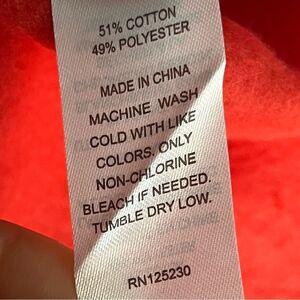 51% COTTON
49% POLYESTER
MADE IN CHINA
MACHINE WASH
COLD WITH LIKE
COLORS. ONLY
NON-CHLORINE
BLEACH IF NEEDED.
TUMBLE DRY LOW.
RN125230